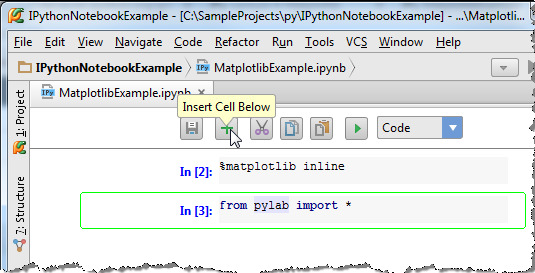 IPythonNotebookExample - [C:\SampleProjects\py\IPythonNotebookExample] - ...\Matplotli...
File Edit View Navigate Code Refactor Run Tools VCS Window Help
IPythonNotebookExample MatplotlibExample.ipynb
MatplotlibExample.ipynb
Insert Cell Below
Code
1: Project
7: Structure
In [2]: %matplotlib inline
In [3]: from pylab import *